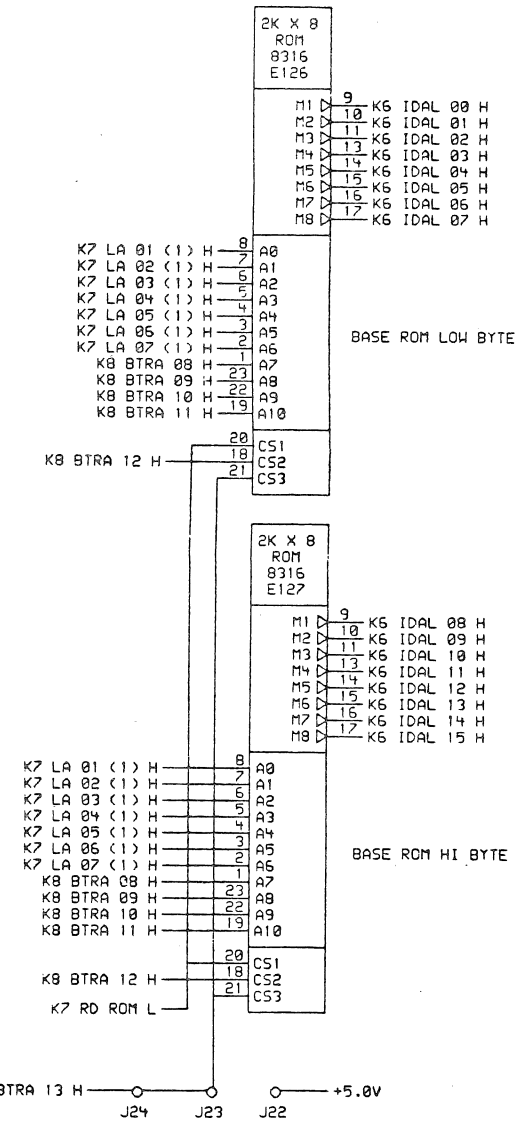 2K X 8
ROM
8316
E126
M1 9 K6 IDAL 00 H
M2 10 K6 IDAL 01 H
M3 11 K6 IDAL 02 H
M4 13 K6 IDAL 03 H
M5 14 K6 IDAL 04 H
M6 15 K6 IDAL 05 H
M7 16 K6 IDAL 06 H
M8 17 K6 IDAL 07 H
K7 LA 01 (1) H 8 A0
K7 LA 02 (1) H 7 A1
K7 LA 03 (1) H 6 A2
K7 LA 04 (1) H 5 A3
K7 LA 05 (1) H 4 A4
K7 LA 06 (1) H 3 A5
K7 LA 07 (1) H 2 A6
K8 BTRA 08 H 1 A7
K8 BTRA 09 H 23 A8
K8 BTRA 10 H 22 A9
K8 BTRA 11 H 19 A10
BASE ROM LOW BYTE
20 CS1
K8 BTRA 12 H 18 CS2
21 CS3
2K X 8
ROM
8316
E127
M1 9 K6 IDAL 08 H
M2 10 K6 IDAL 09 H
M3 11 K6 IDAL 10 H
M4 13 K6 IDAL 11 H
M5 14 K6 IDAL 12 H
M6 15 K6 IDAL 13 H
M7 16 K6 IDAL 14 H
M8 17 K6 IDAL 15 H
K7 LA 01 (1) H 8 A0
K7 LA 02 (1) H 7 A1
K7 LA 03 (1) H 6 A2
K7 LA 04 (1) H 5 A3
K7 LA 05 (1) H 4 A4
K7 LA 06 (1) H 3 A5
K7 LA 07 (1) H 2 A6
K8 BTRA 08 H 1 A7
K8 BTRA 09 H 23 A8
K8 BTRA 10 H 22 A9
K8 BTRA 11 H 19 A10
BASE ROM HI BYTE
20 CS1
K8 BTRA 12 H 18 CS2
21 CS3
K7 RD ROM L
BTRA 13 H
+5.0V
J24 J23 J22